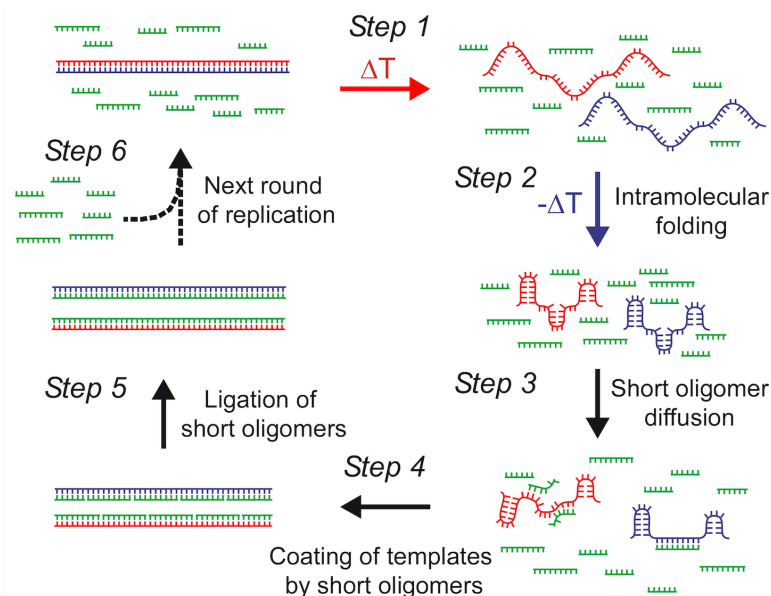 Step 1
ΔT
Step 2
-ΔT
Intramolecular
folding
Step 3
Short oligomer
diffusion
Step 4
Coating of templates
by short oligomers
Step 5
Ligation of
short oligomers
Step 6
Next round
of replication